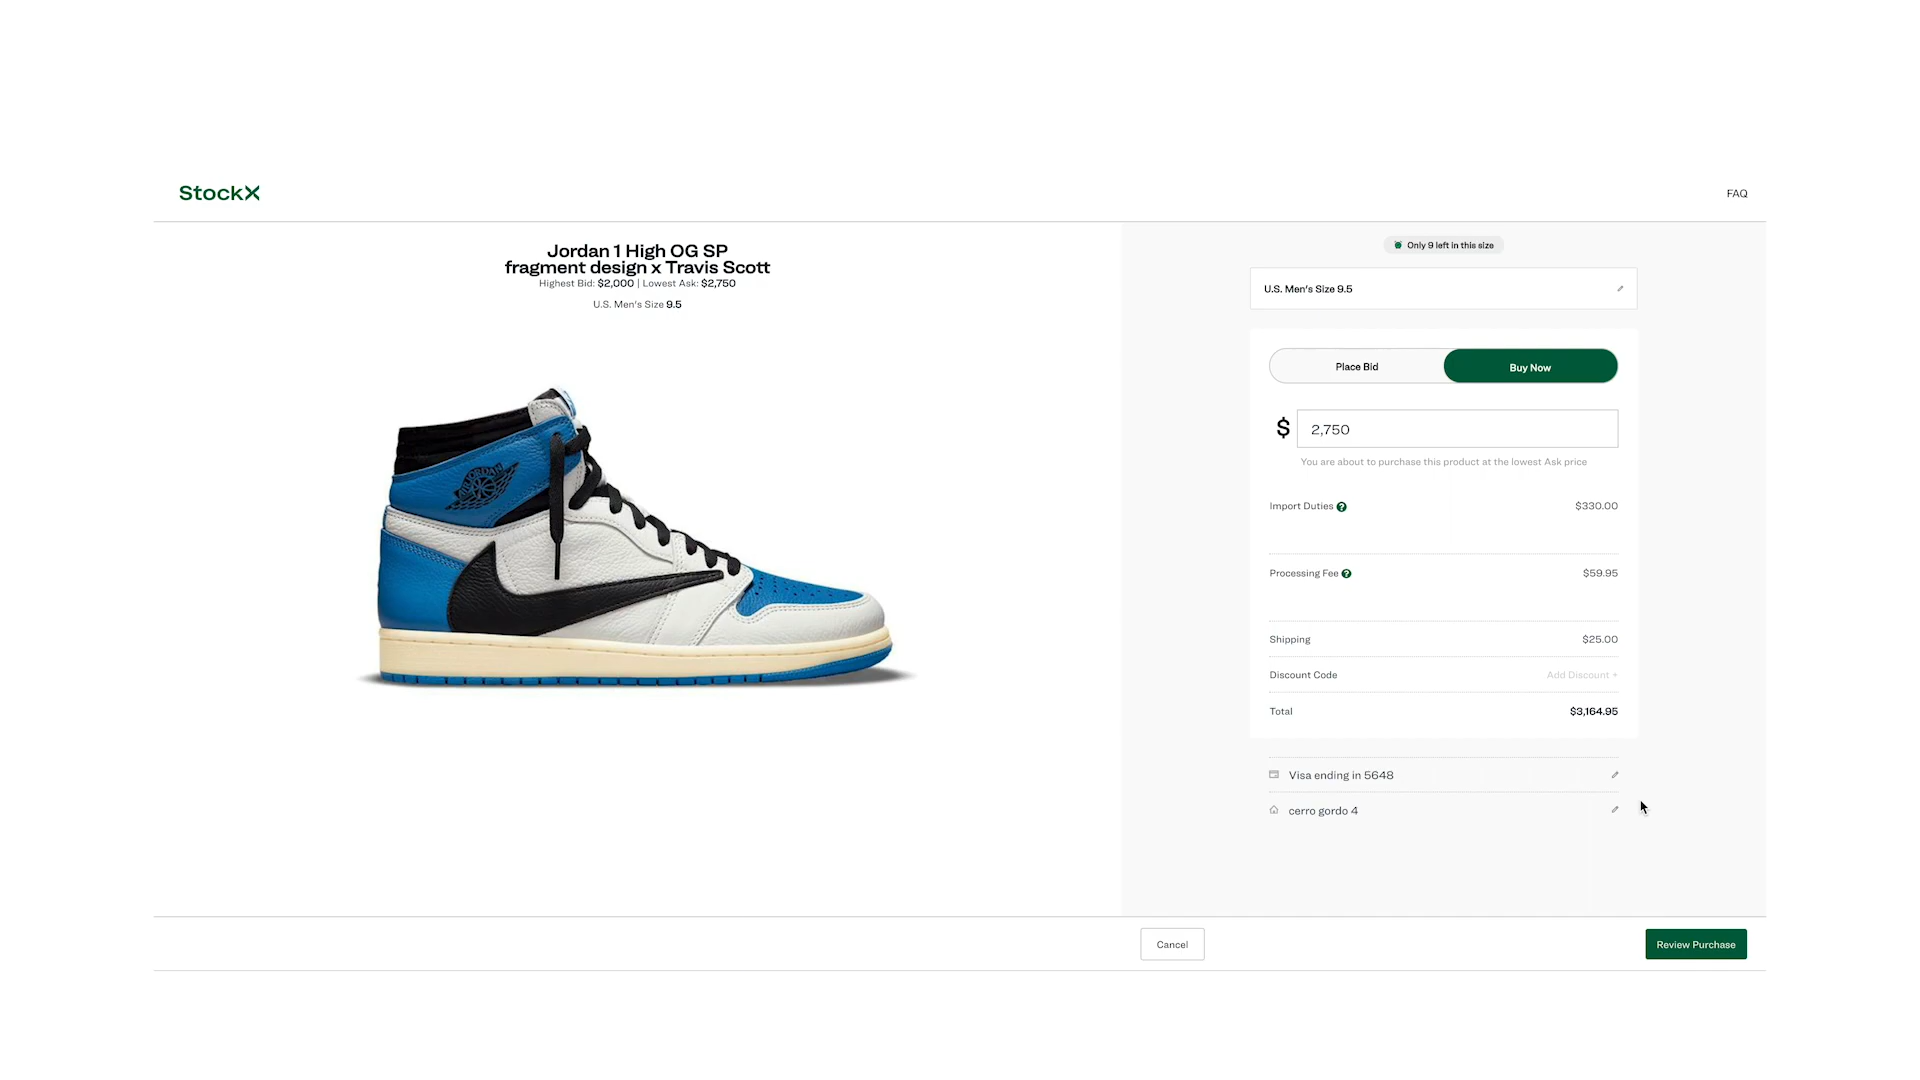 StockX
FAQ
Jordan 1 High OG SP
fragment design x Travis Scott
Highest Bid: $2,000 | Lowest Ask: $2,750
U.S. Men's Size 9.5
Only 9 left in this size
U.S. Men's Size 9.5
Place Bid
Buy Now
$ 2,750
You are about to purchase this product at the lowest Ask price
Import Duties ? $330.00
Processing Fee ? $59.95
Shipping $25.00
Discount Code Add Discount +
Total $3,164.95
Visa ending in 5648
cerro gordo 4
Cancel
Review Purchase